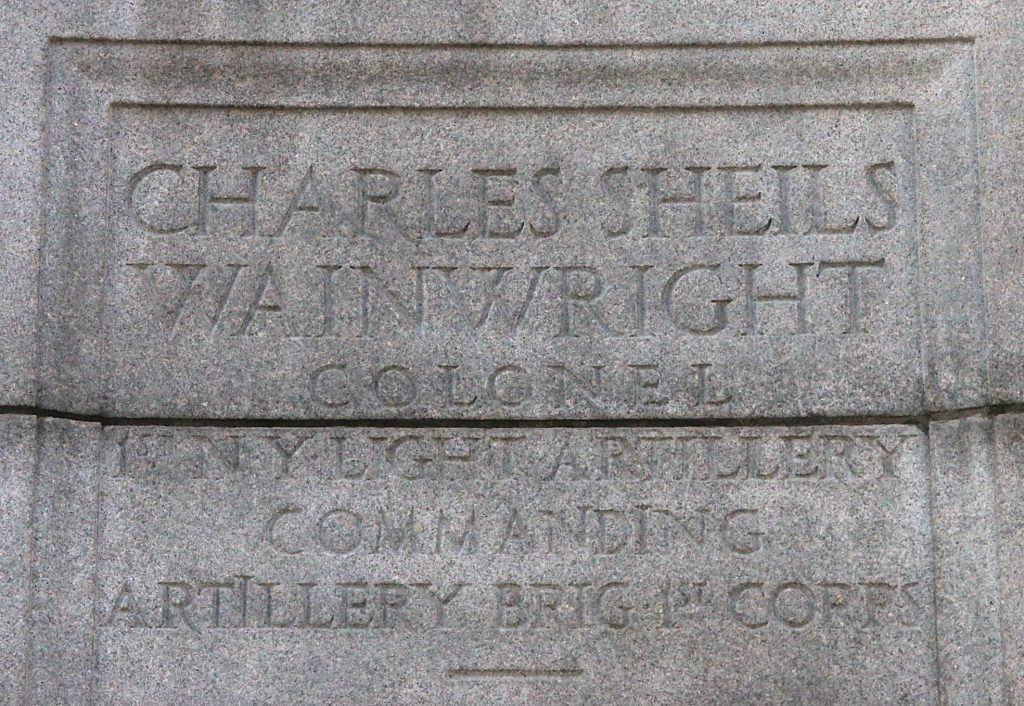 CHARLES SHEILS
WAINWRIGHT
COLONEL
1ST N·Y·LIGHT ARTILLERY
COMMANDING
ARTILLERY BRIG·1ST CORPS